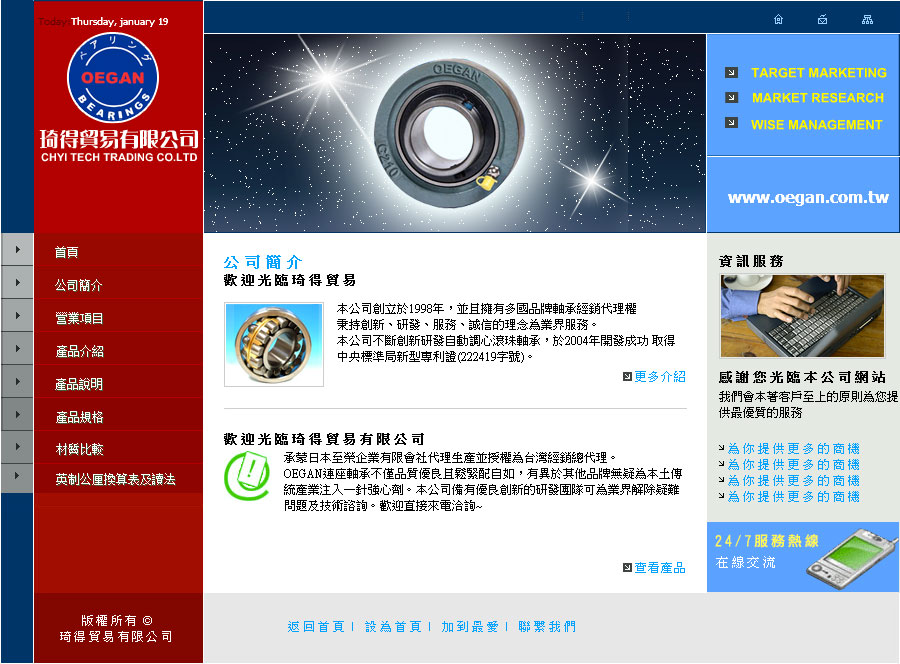 Today: Thursday, january 19
ベアリング
OEGAN
BEARINGS
琦得貿易有限公司
CHYI TECH TRADING CO.LTD
OEGAN
C210
TARGET MARKETING
MARKET RESEARCH
WISE MANAGEMENT
www.oegan.com.tw
首頁
公司簡介
營業項目
產品介紹
產品說明
產品規格
材質比較
英制公厘換算表及讀法
公司簡介
歡迎光臨琦得貿易
本公司創立於1998年，並且擁有多國品牌軸承經銷代理權
秉持創新、研發、服務、誠信的理念為業界服務。
本公司不斷創新研發自動調心滾珠軸承，於2004年開發成功 取得
中央標準局新型專利證(222419字號)。
更多介紹
歡迎光臨琦得貿易有限公司
承蒙日本至榮企業有限會社代理生產並授權為台灣經銷總代理。
OEGAN連座軸承不僅品質優良且鬆緊配自如，有異於其他品牌無疑為本土傳
統產業注入一針強心劑。本公司備有優良創新的研發團隊可為業界解除疑難
問題及技術諮詢。歡迎直接來電洽詢~
查看產品
資訊服務
感謝您光臨本公司網站
我們會本著客戶至上的原則為您提
供最優質的服務
為你提供更多的商機
為你提供更多的商機
為你提供更多的商機
為你提供更多的商機
24/7服務熱線
在線交流
版權所有 ©
琦得貿易有限公司
返回首頁 | 設為首頁 | 加到最愛 | 聯繫我們